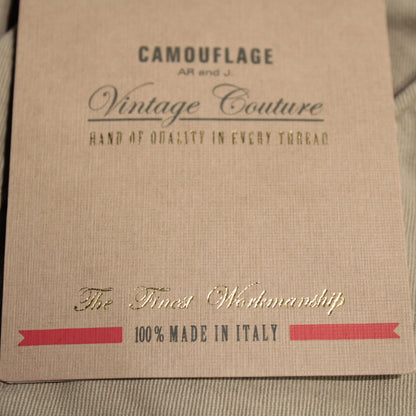 CAMOUFLAGE
AR and J.
Vintage Couture
HAND OF QUALITY IN EVERY THREAD
The Finest Workmanship
100% MADE IN ITALY